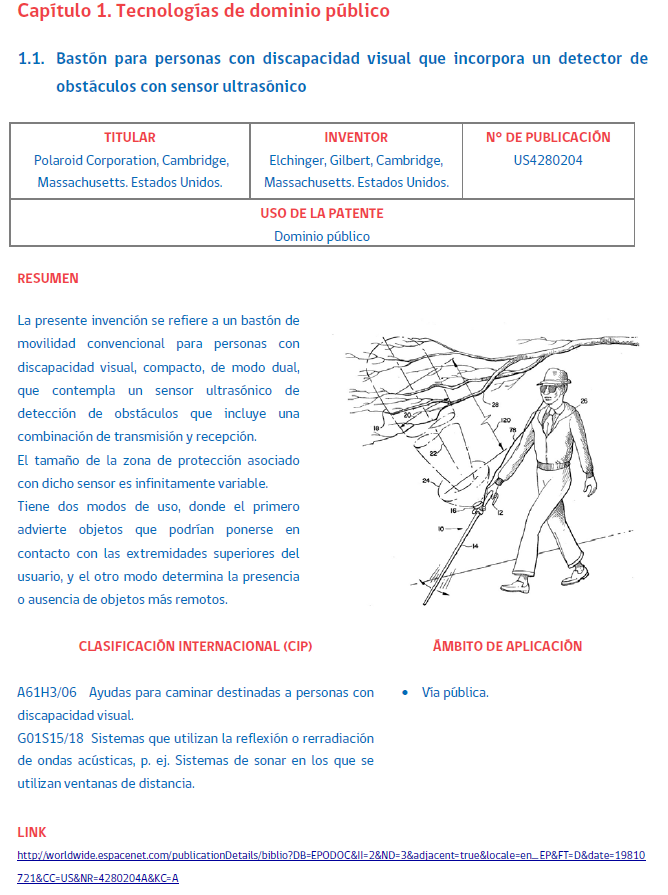 Capítulo 1. Tecnologías de dominio público
1.1. Bastón para personas con discapacidad visual que incorpora un detector de
obstáculos con sensor ultrasónico
TITULAR
Polaroid Corporation, Cambridge,
Massachusetts. Estados Unidos.
INVENTOR
Elchinger, Gilbert, Cambridge,
Massachusetts. Estados Unidos.
N° DE PUBLICACIÓN
US4280204
USO DE LA PATENTE
Dominio público
RESUMEN
La presente invención se refiere a un bastón de
movilidad convencional para personas con
discapacidad visual, compacto, de modo dual,
que contempla un sensor ultrasónico de
detección de obstáculos que incluye una
combinación de transmisión y recepción.
El tamaño de la zona de protección asociado
con dicho sensor es infinitamente variable.
Tiene dos modos de uso, donde el primero
advierte objetos que podrían ponerse en
contacto con las extremidades superiores del
usuario, y el otro modo determina la presencia
o ausencia de objetos más remotos.
18
20
28
120
78
26
22
24
16
12
10
14
CLASIFICACIÓN INTERNACIONAL (CIP)
A61H3/06 Ayudas para caminar destinadas a personas con
discapacidad visual.
G01S15/18 Sistemas que utilizan la reflexión o rerradiación
de ondas acústicas, p. ej. Sistemas de sonar en los que se
utilizan ventanas de distancia.
ÁMBITO DE APLICACIÓN
• Vía pública.
LINK
http://worldwide.espacenet.com/publicationDetails/biblio?DB=EPODOC&II=2&ND=3&adjacent=true&locale=en_EP&FT=D&date=19810
721&CC=US&NR=4280204A&KC=A